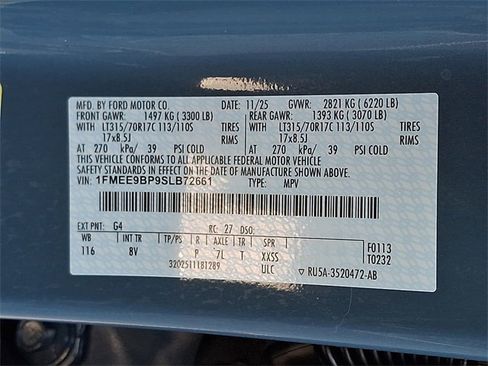 MFD. BY FORD MOTOR CO. 11/25 GVWR: 2821 KG (6220 LB)
FRONT GAWR: 1497 KG (3300 LB) REAR GAWR: 1393 KG (3070 LB)
WITH LT315/70R17C 113/110S TIRES WITH LT315/70R17C 113/110S TIRES
17x8.5J RIMS 17x8.5J RIMS
AT 270 kPa/ 39 PSI COLD AT 270 kPa/ 39 PSI COLD
THIS VEHICLE CONFORMS TO ALL APPLICABLE FEDERAL MOTOR VEHICLE
SAFETY STANDARDS IN EFFECT ON THE DATE OF MANUFACTURE SHOWN ABOVE.
VIN: 1FMEE9BP9SLB72661 TYPE: MPV
EXT PNT: G4 RC: 27 DSO:
WB INT TR TP/PS R AXLE TR SPR F0113
116 8V P 7L T XXSS T0232
3202511181289 ULC ▽ RU5A-3520472-AB